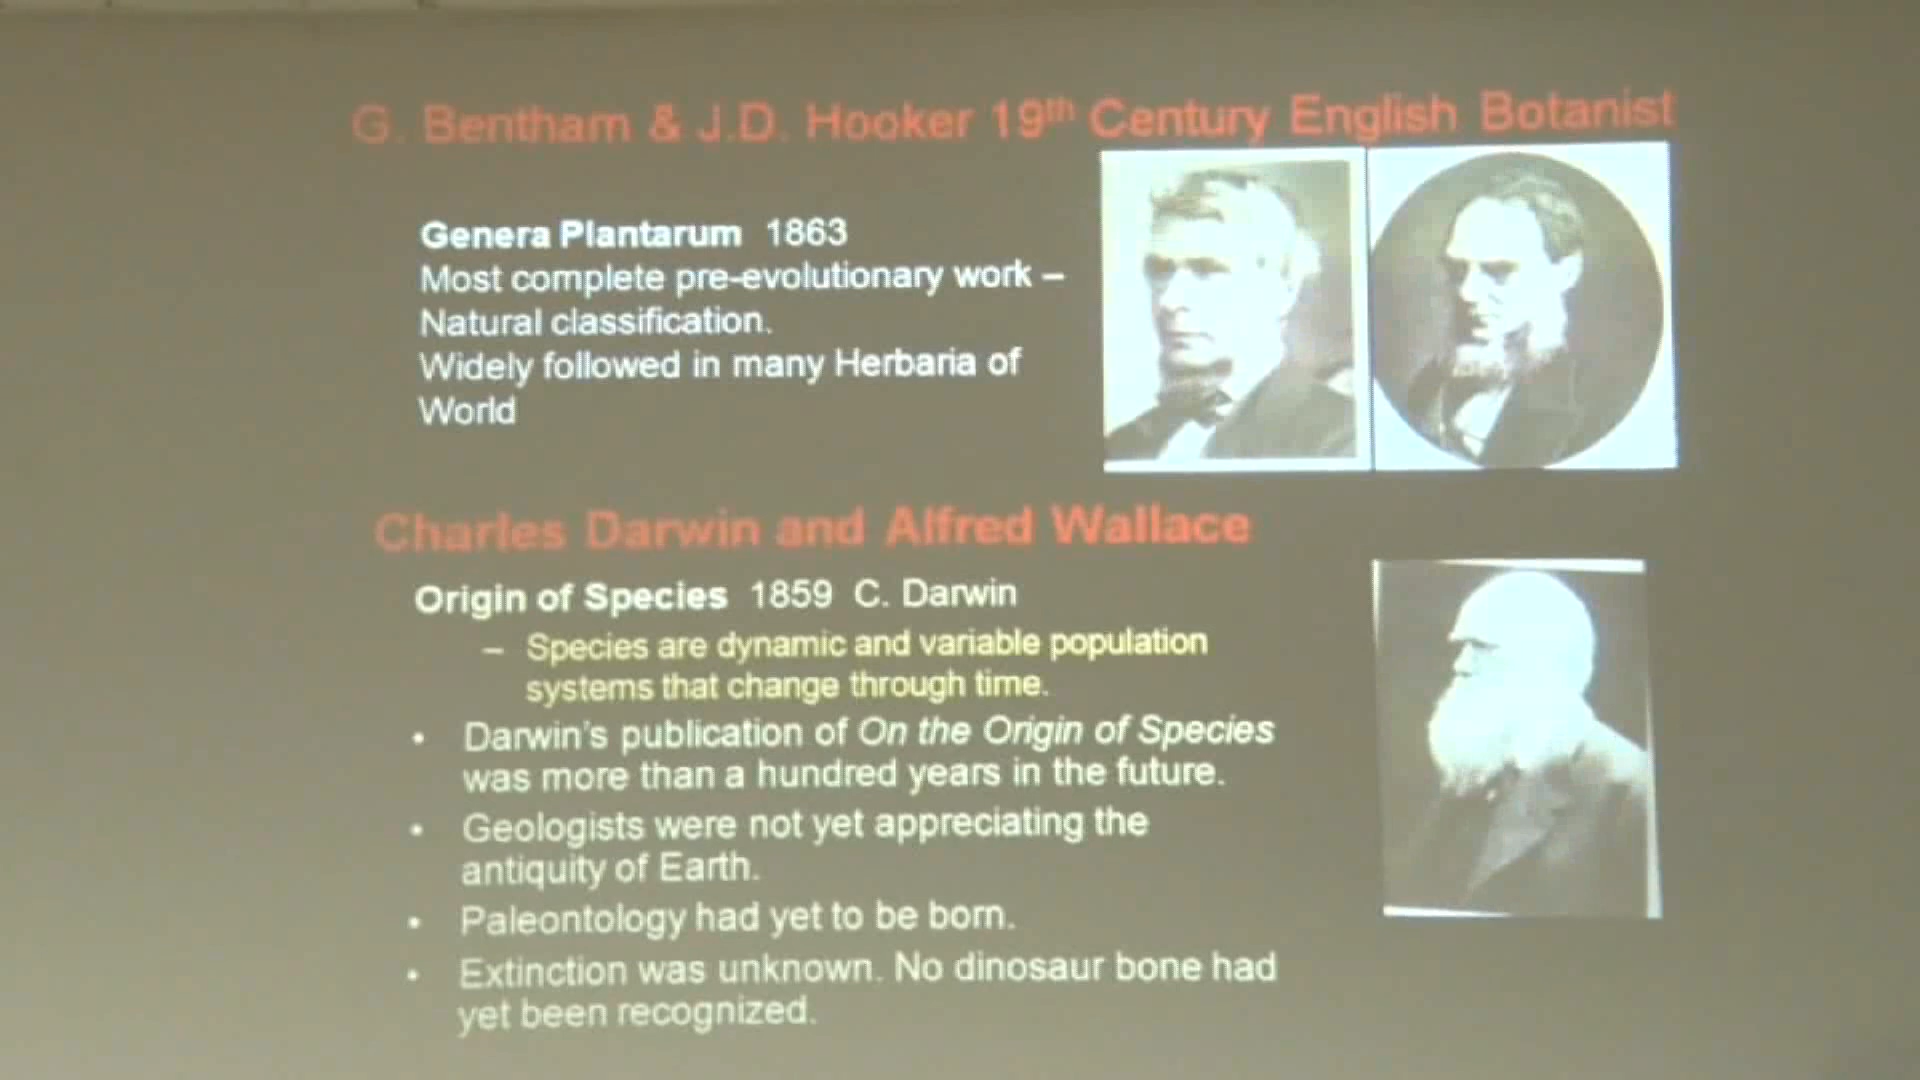 G. Bentham & J.D. Hooker 19th Century English Botanist
Genera Plantarum 1863
Most complete pre-evolutionary work –
Natural classification.
Widely followed in many Herbaria of
World
Charles Darwin and Alfred Wallace
Origin of Species 1859 C. Darwin
– Species are dynamic and variable population
systems that change through time.
• Darwin's publication of On the Origin of Species
was more than a hundred years in the future.
• Geologists were not yet appreciating the
antiquity of Earth.
• Paleontology had yet to be born.
• Extinction was unknown. No dinosaur bone had
yet been recognized.